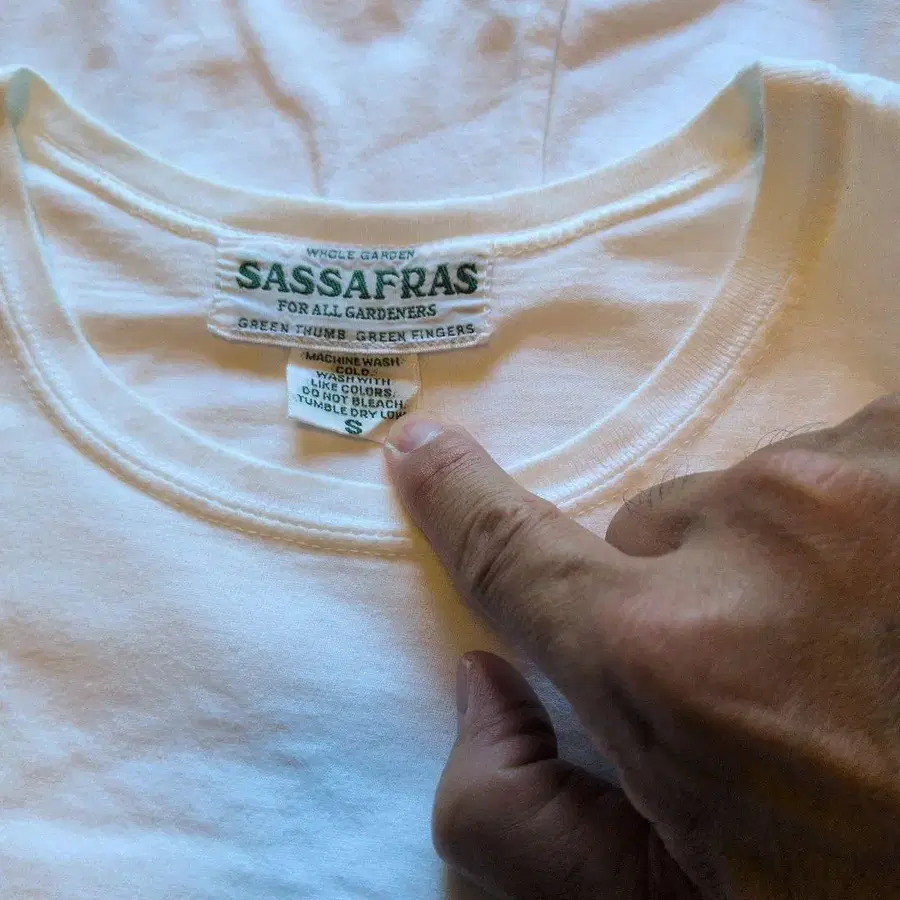 WHOLE GARDEN
SASSAFRAS
FOR ALL GARDENERS
GREEN THUMB GREEN FINGERS
MACHINE WASH
COLD.
WASH WITH
LIKE COLORS.
DO NOT BLEACH.
TUMBLE DRY LOW
S